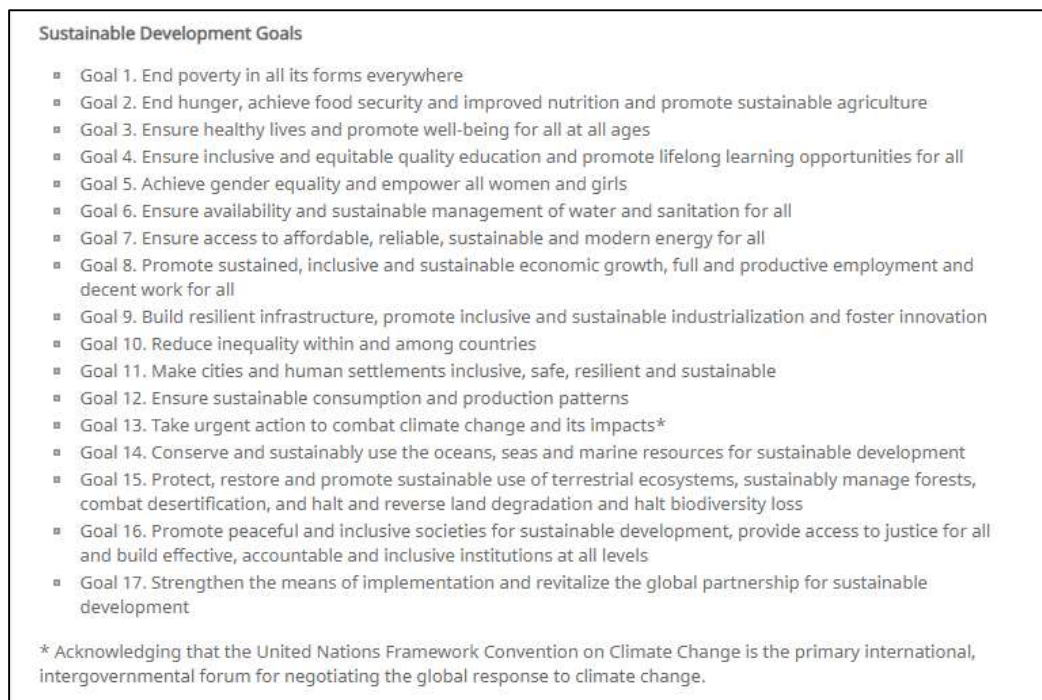 Sustainable Development Goals
Goal 1. End poverty in all its forms everywhere
Goal 2. End hunger, achieve food security and improved nutrition and promote sustainable agriculture
Goal 3. Ensure healthy lives and promote well-being for all at all ages
Goal 4. Ensure inclusive and equitable quality education and promote lifelong learning opportunities for all
Goal 5. Achieve gender equality and empower all women and girls
Goal 6. Ensure availability and sustainable management of water and sanitation for all
Goal 7. Ensure access to affordable, reliable, sustainable and modern energy for all
Goal 8. Promote sustained, inclusive and sustainable economic growth, full and productive employment and
decent work for all
Goal 9. Build resilient infrastructure, promote inclusive and sustainable industrialization and foster innovation
Goal 10. Reduce inequality within and among countries
Goal 11. Make cities and human settlements inclusive, safe, resilient and sustainable
Goal 12. Ensure sustainable consumption and production patterns
Goal 13. Take urgent action to combat climate change and its impacts*
Goal 14. Conserve and sustainably use the oceans, seas and marine resources for sustainable development
Goal 15. Protect, restore and promote sustainable use of terrestrial ecosystems, sustainably manage forests,
combat desertification, and halt and reverse land degradation and halt biodiversity loss
Goal 16. Promote peaceful and inclusive societies for sustainable development, provide access to justice for all
and build effective, accountable and inclusive institutions at all levels
Goal 17. Strengthen the means of implementation and revitalize the global partnership for sustainable
development
* Acknowledging that the United Nations Framework Convention on Climate Change is the primary international,
intergovernmental forum for negotiating the global response to climate change.